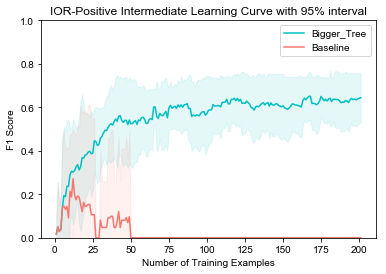 IOR-Positive Intermediate Learning Curve with 95% interval
Bigger_Tree
Baseline
F1 Score
1.0
0.8
0.6
0.4
0.2
0.0
0 25 50 75 100 125 150 175 200
Number of Training Examples